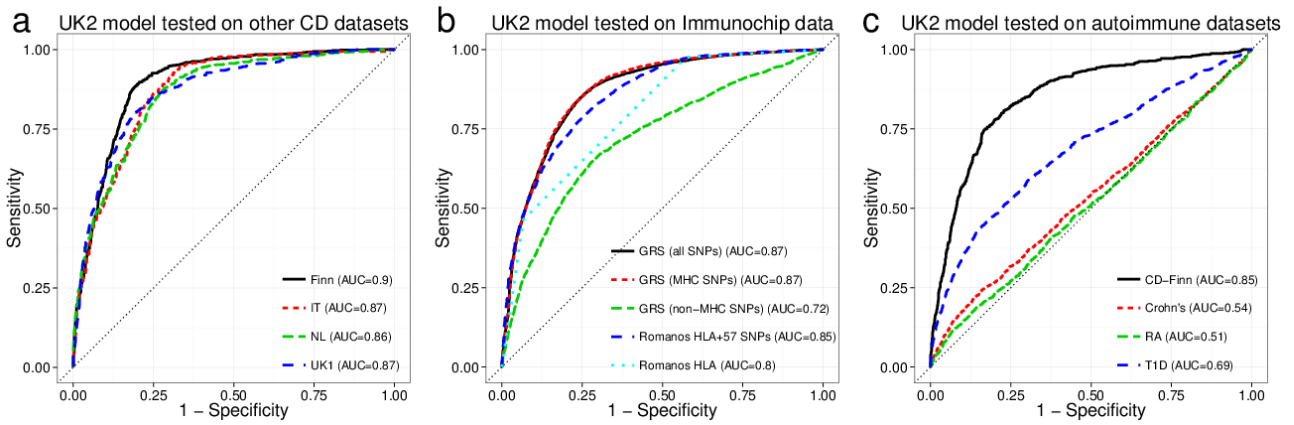 a
UK2 model tested on other CD datasets
1.00
0.75
0.50
0.25
0.00
Sensitivity
Finn (AUC=0.9)
IT (AUC=0.87)
NL (AUC=0.86)
UK1 (AUC=0.87)
0.00 0.25 0.50 0.75 1.00
1 − Specificity
b
UK2 model tested on Immunochip data
1.00
0.75
0.50
0.25
0.00
Sensitivity
GRS (all SNPs) (AUC=0.87)
GRS (MHC SNPs) (AUC=0.87)
GRS (non−MHC SNPs) (AUC=0.72)
Romanos HLA+57 SNPs (AUC=0.85)
Romanos HLA (AUC=0.8)
0.00 0.25 0.50 0.75 1.00
1 − Specificity
c
UK2 model tested on autoimmune datasets
1.00
0.75
0.50
0.25
0.00
Sensitivity
CD−Finn (AUC=0.85)
Crohn's (AUC=0.54)
RA (AUC=0.51)
T1D (AUC=0.69)
0.00 0.25 0.50 0.75 1.00
1 − Specificity